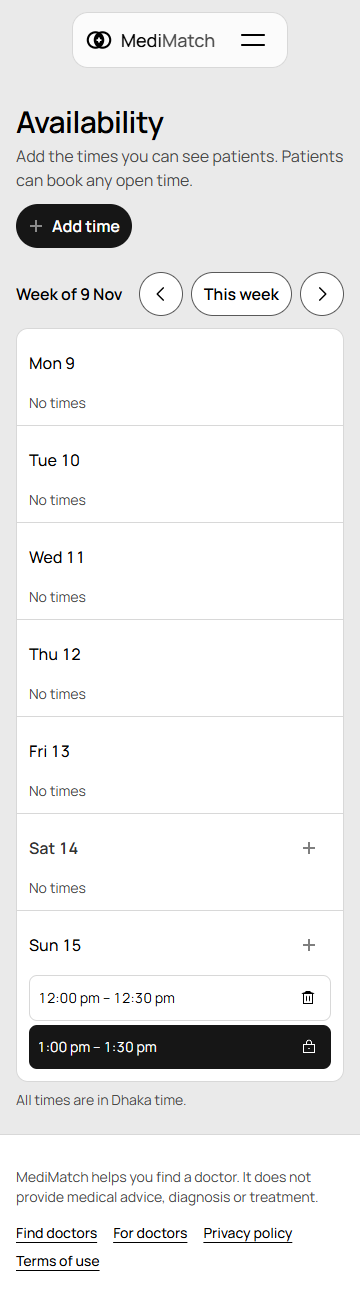 MediMatch
Availability
Add the times you can see patients. Patients
can book any open time.
Add time
Week of 9 Nov
This week
Mon 9
No times
Tue 10
No times
Wed 11
No times
Thu 12
No times
Fri 13
No times
Sat 14
No times
Sun 15
12:00 pm – 12:30 pm
1:00 pm – 1:30 pm
All times are in Dhaka time.
MediMatch helps you find a doctor. It does not
provide medical advice, diagnosis or treatment.
Find doctors For doctors Privacy policy
Terms of use